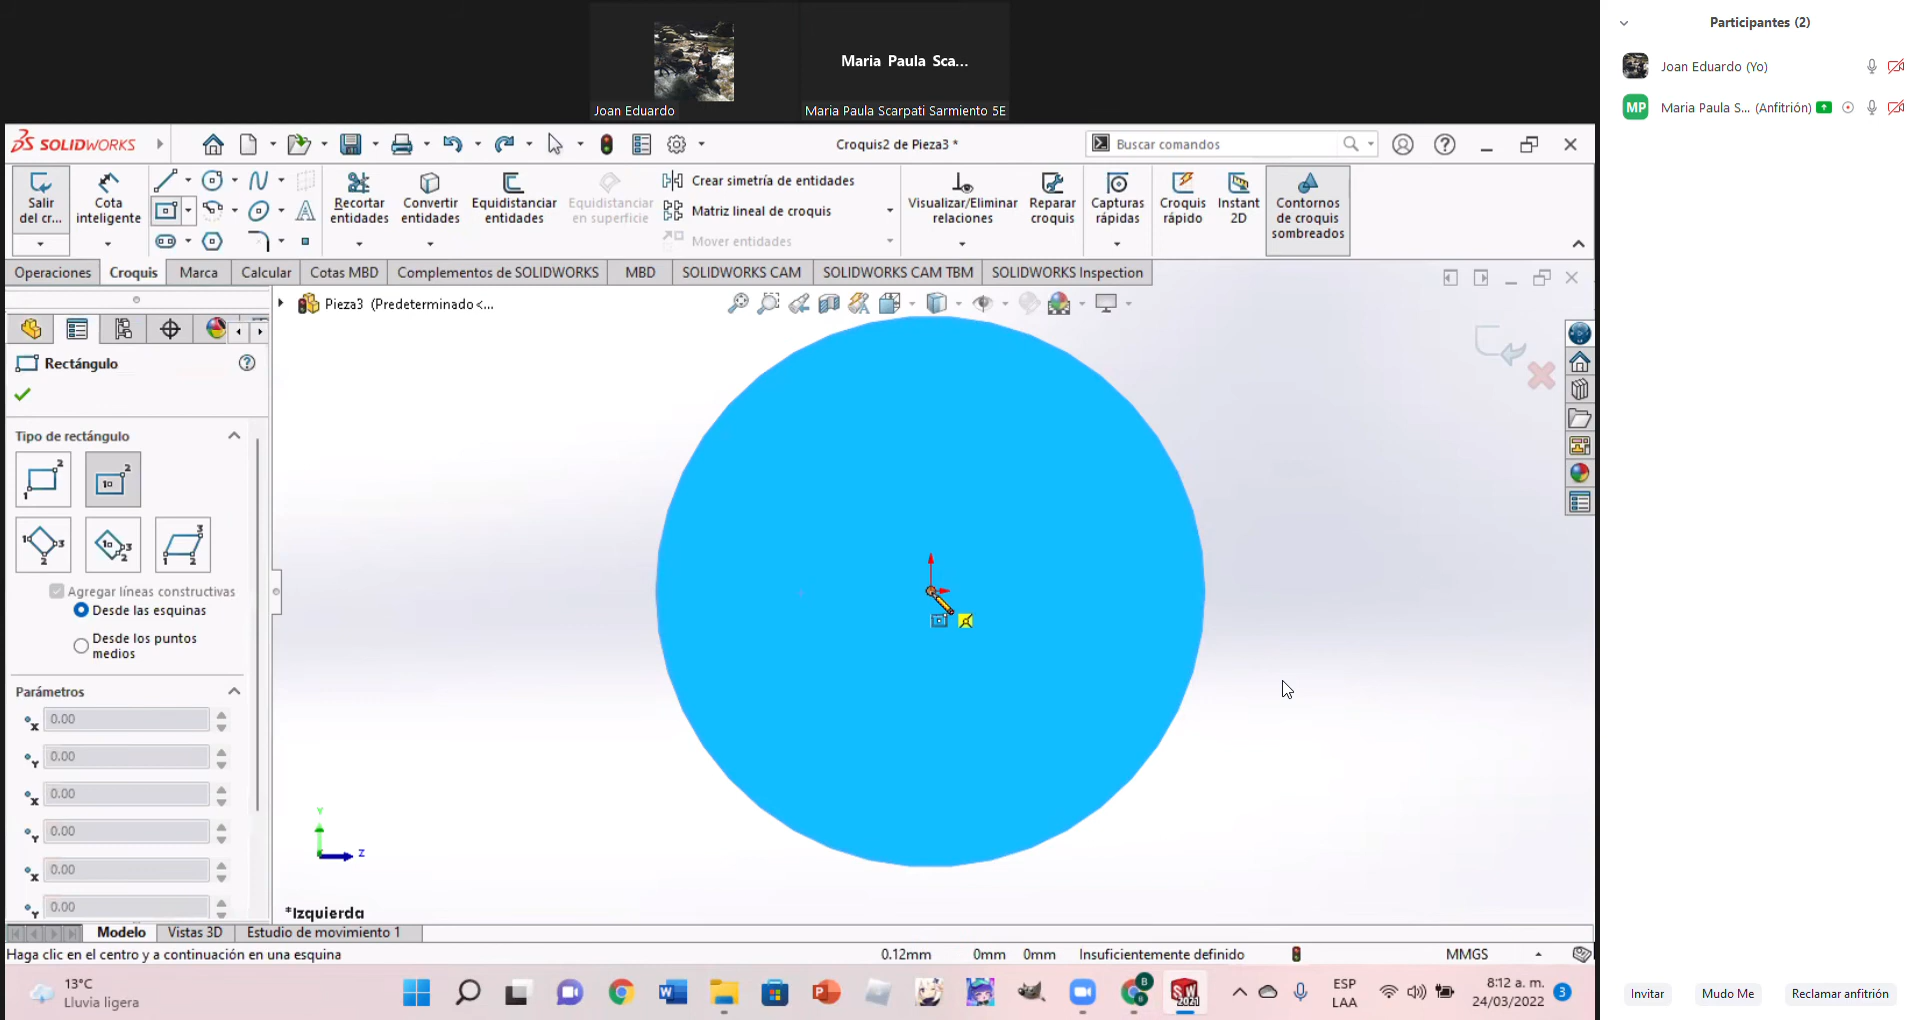 Maria Paula Sca...
Joan Eduardo
Maria Paula Scarpati Sarmiento 5E
Participantes (2)
Joan Eduardo (Yo)
MP
Maria Paula S... (Anfitrión)
SOLIDWORKS
Croquis2 de Pieza3 *
Buscar comandos
Salir del cr...
Cota inteligente
Recortar entidades
Convertir entidades
Equidistanciar entidades
Equidistanciar en superficie
Crear simetría de entidades
Matriz lineal de croquis
Mover entidades
Visualizar/Eliminar relaciones
Reparar croquis
Capturas rápidas
Croquis rápido
Instant 2D
Contornos de croquis sombreados
Operaciones
Croquis
Marca
Calcular
Cotas MBD
Complementos de SOLIDWORKS
MBD
SOLIDWORKS CAM
SOLIDWORKS CAM TBM
SOLIDWORKS Inspection
Pieza3 (Predeterminado<...
Rectángulo
Tipo de rectángulo
Agregar líneas constructivas
Desde las esquinas
Desde los puntos
medios
Parámetros
X 0.00
Y 0.00
X 0.00
Y 0.00
X 0.00
Y 0.00
Y
Z
*Izquierda
Modelo
Vistas 3D
Estudio de movimiento 1
Haga clic en el centro y a continuación en una esquina
0.12mm
0mm
0mm
Insuficientemente definido
MMGS
13°C
Lluvia ligera
SW
2021
ESP
LAA
8:12 a. m.
24/03/2022
3
Invitar
Mudo Me
Reclamar anfitrión